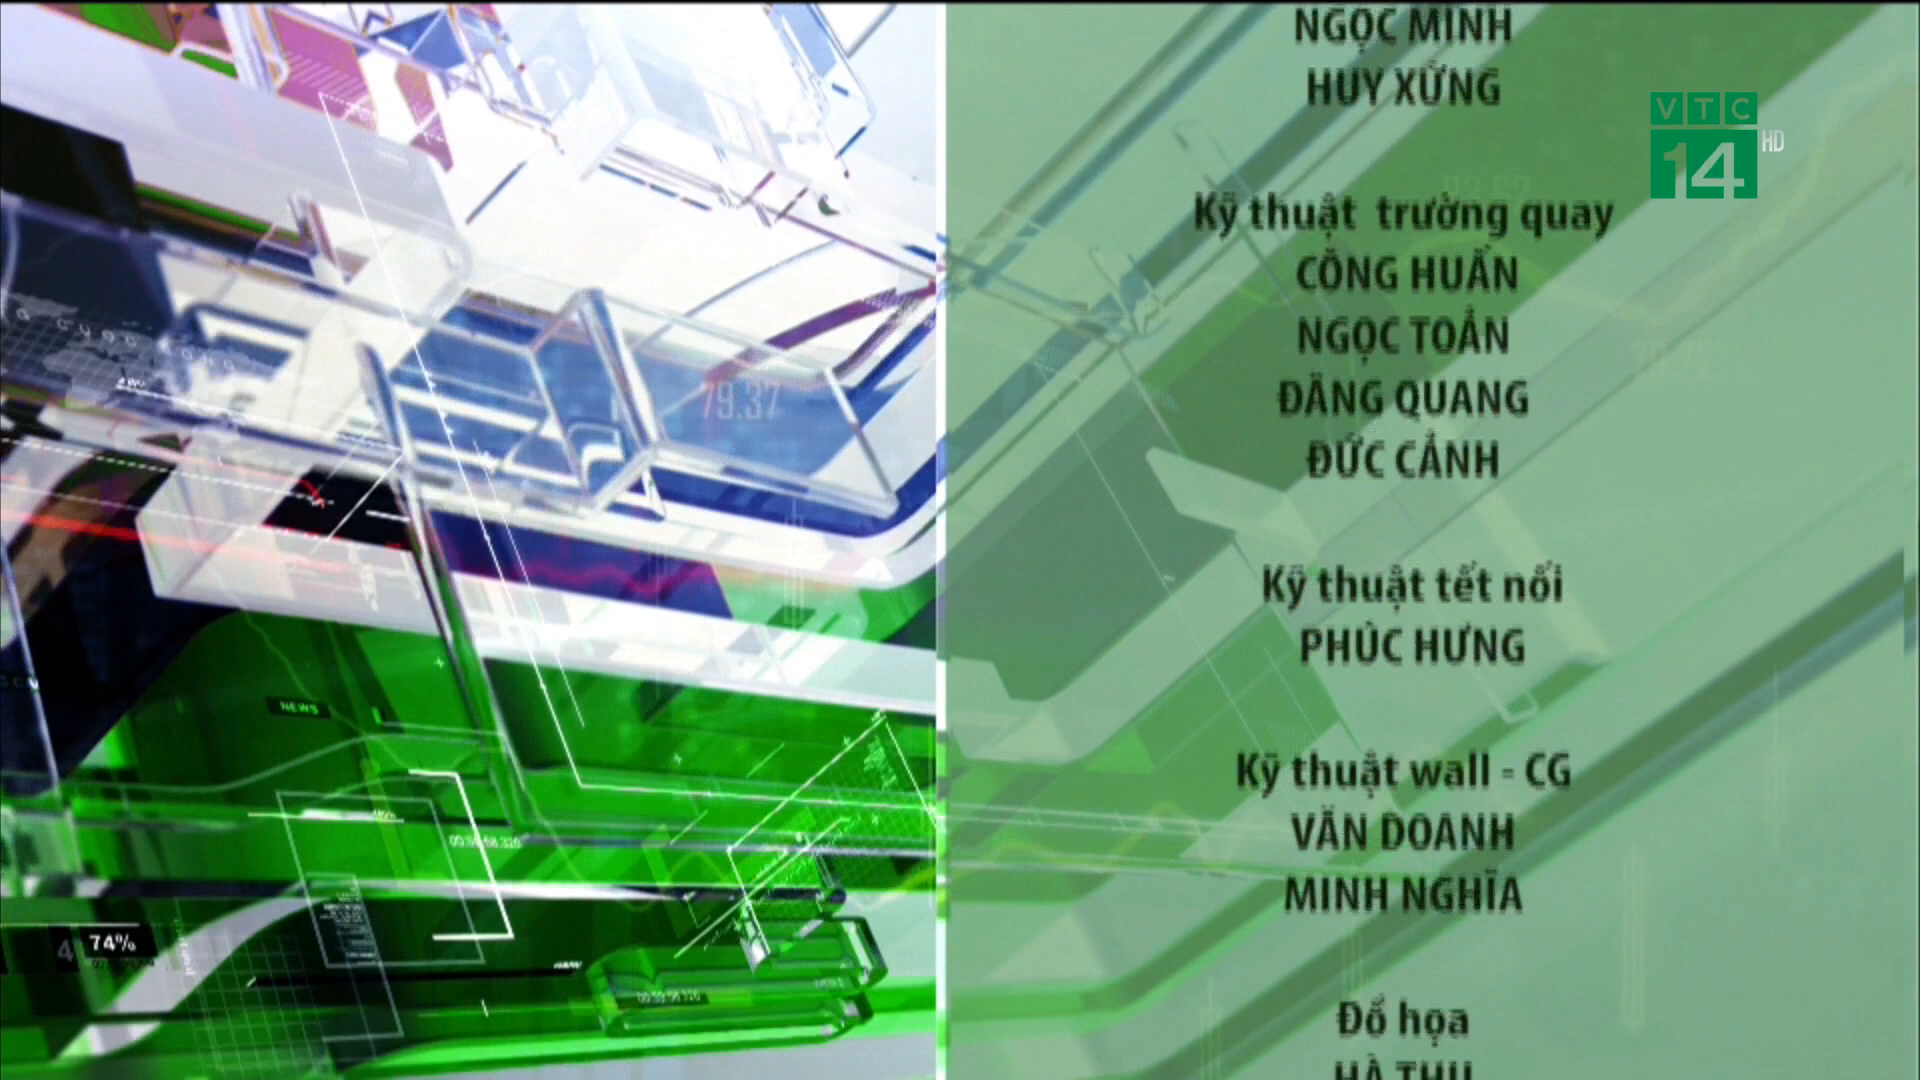 NGỌC MINH
HUY XỨNG
VTC
14 HD
Kỹ thuật trường quay
CÔNG HUẤN
NGỌC TOẢN
79.37
ĐĂNG QUANG
ĐỨC CẢNH
Kỹ thuật tết nối
PHÚC HƯNG
NEWS
Kỹ thuật wall - CG
VĂN DOANH
MINH NGHĨA
74%
Đồ họa
HÀ THU